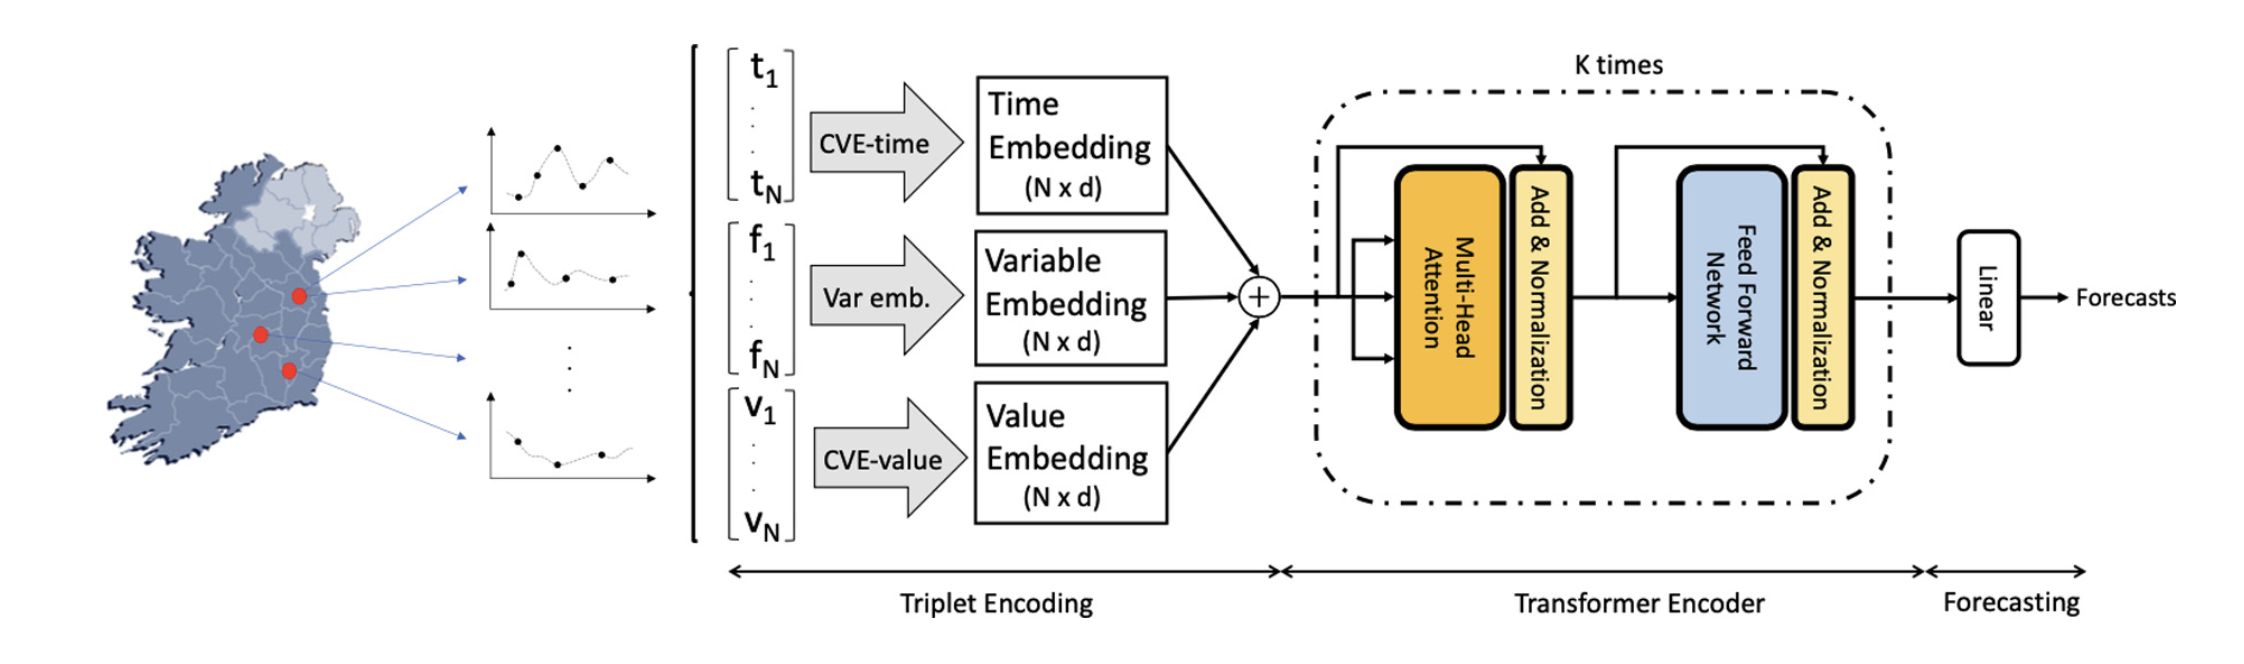 t1
tN
f1
fN
v1
vN
CVE-time
Var emb.
CVE-value
Time
Embedding
(N x d)
Variable
Embedding
(N x d)
Value
Embedding
(N x d)
+
K times
Multi-Head
Attention
Add & Normalization
Feed Forward
Network
Add & Normalization
Linear
Forecasts
Triplet Encoding
Transformer Encoder
Forecasting